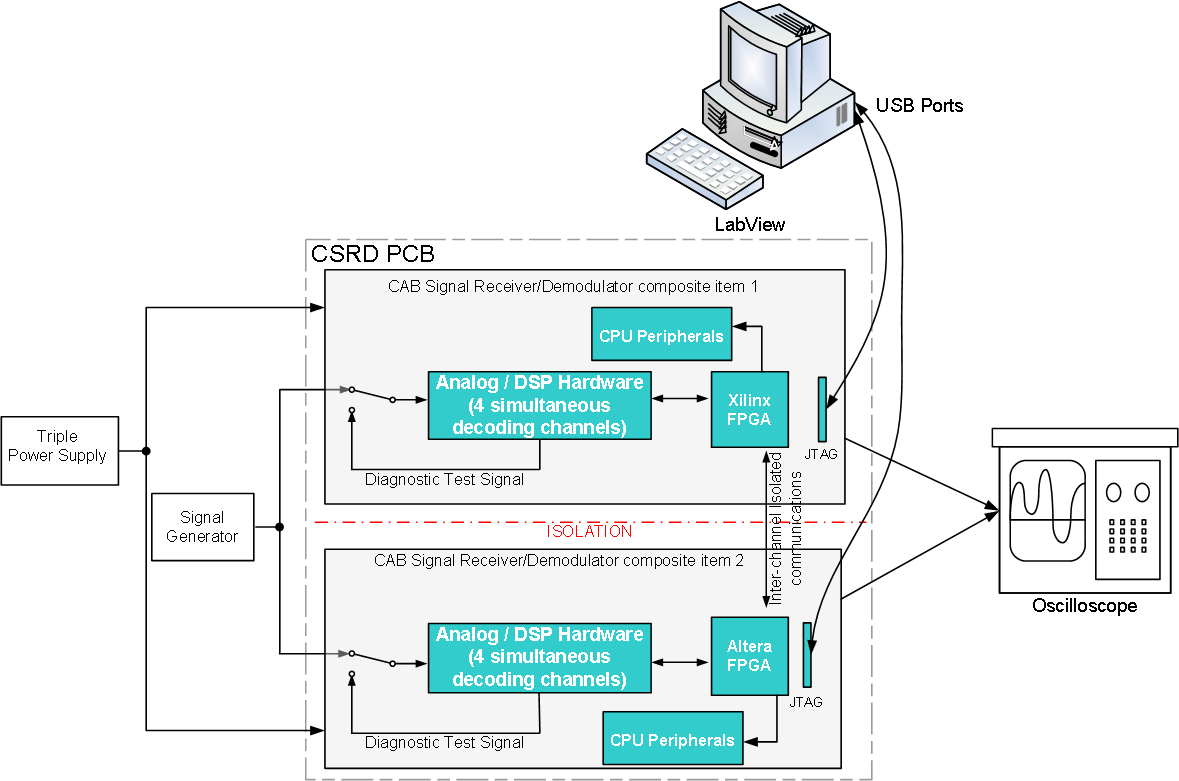 USB Ports
LabView
CSRD PCB
CAB Signal Receiver/Demodulator composite item 1
CPU Peripherals
Analog / DSP Hardware
(4 simultaneous
decoding channels)
Xilinx
FPGA
JTAG
Diagnostic Test Signal
Triple
Power Supply
Signal
Generator
Inter-channel Isolated
communications
ISOLATION
CAB Signal Receiver/Demodulator composite item 2
Oscilloscope
Analog / DSP Hardware
(4 simultaneous
decoding channels)
Altera
FPGA
JTAG
Diagnostic Test Signal
CPU Peripherals